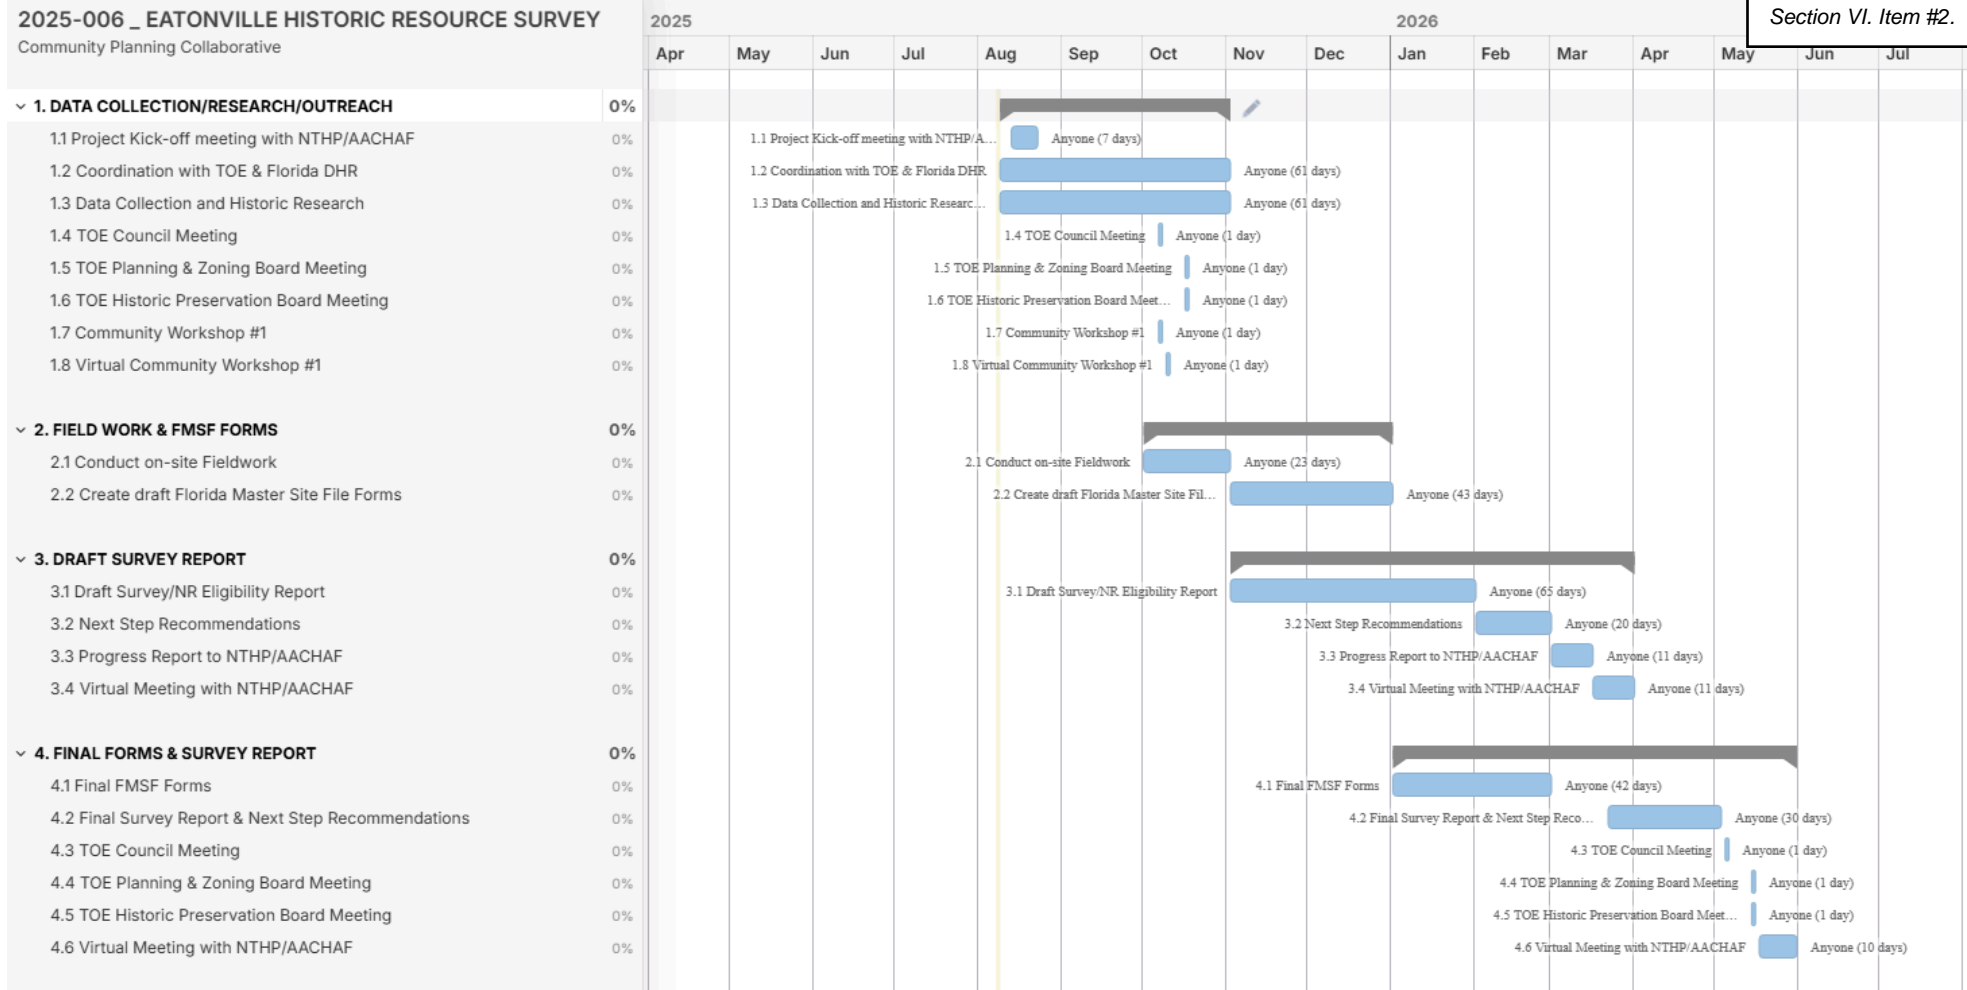 2025-006 _ EATONVILLE HISTORIC RESOURCE SURVEY
Community Planning Collaborative
Section VI. Item #2.
2025 2026
Apr May Jun Jul Aug Sep Oct Nov Dec Jan Feb Mar Apr May Jun Jul
1. DATA COLLECTION/RESEARCH/OUTREACH 0%
1.1 Project Kick-off meeting with NTHP/AACHAF 0% 1.1 Project Kick-off meeting with NTHP/A... Anyone (7 days)
1.2 Coordination with TOE & Florida DHR 0% 1.2 Coordination with TOE & Florida DHR Anyone (61 days)
1.3 Data Collection and Historic Research 0% 1.3 Data Collection and Historic Researc... Anyone (61 days)
1.4 TOE Council Meeting 0% 1.4 TOE Council Meeting Anyone (1 day)
1.5 TOE Planning & Zoning Board Meeting 0% 1.5 TOE Planning & Zoning Board Meeting Anyone (1 day)
1.6 TOE Historic Preservation Board Meeting 0% 1.6 TOE Historic Preservation Board Meet... Anyone (1 day)
1.7 Community Workshop #1 0% 1.7 Community Workshop #1 Anyone (1 day)
1.8 Virtual Community Workshop #1 0% 1.8 Virtual Community Workshop #1 Anyone (1 day)
2. FIELD WORK & FMSF FORMS 0%
2.1 Conduct on-site Fieldwork 0% 2.1 Conduct on-site Fieldwork Anyone (23 days)
2.2 Create draft Florida Master Site File Forms 0% 2.2 Create draft Florida Master Site Fil... Anyone (43 days)
3. DRAFT SURVEY REPORT 0%
3.1 Draft Survey/NR Eligibility Report 0% 3.1 Draft Survey/NR Eligibility Report Anyone (65 days)
3.2 Next Step Recommendations 0% 3.2 Next Step Recommendations Anyone (20 days)
3.3 Progress Report to NTHP/AACHAF 0% 3.3 Progress Report to NTHP/AACHAF Anyone (11 days)
3.4 Virtual Meeting with NTHP/AACHAF 0% 3.4 Virtual Meeting with NTHP/AACHAF Anyone (11 days)
4. FINAL FORMS & SURVEY REPORT 0%
4.1 Final FMSF Forms 0% 4.1 Final FMSF Forms Anyone (42 days)
4.2 Final Survey Report & Next Step Recommendations 0% 4.2 Final Survey Report & Next Step Reco... Anyone (30 days)
4.3 TOE Council Meeting 0% 4.3 TOE Council Meeting Anyone (1 day)
4.4 TOE Planning & Zoning Board Meeting 0% 4.4 TOE Planning & Zoning Board Meeting Anyone (1 day)
4.5 TOE Historic Preservation Board Meeting 0% 4.5 TOE Historic Preservation Board Meet... Anyone (1 day)
4.6 Virtual Meeting with NTHP/AACHAF 0% 4.6 Virtual Meeting with NTHP/AACHAF Anyone (10 days)